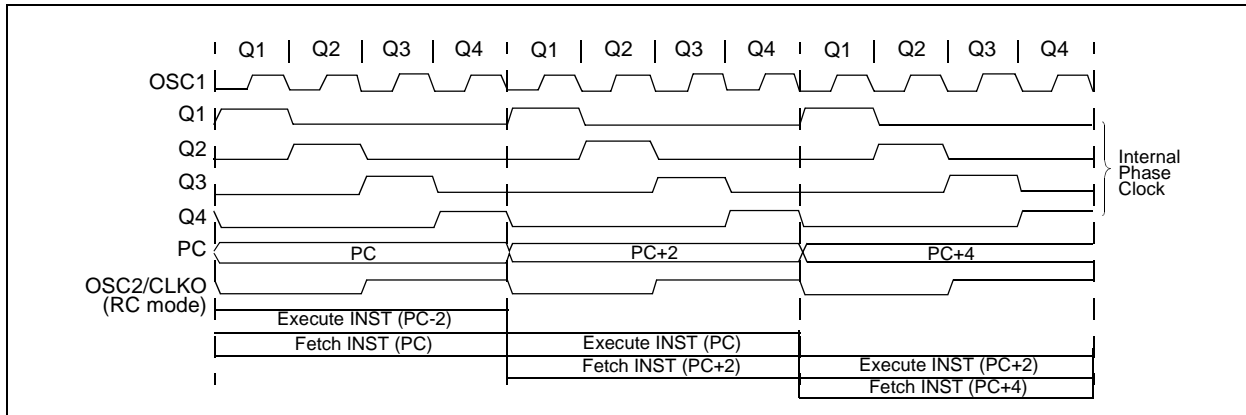 Q1 Q2 Q3 Q4 Q1 Q2 Q3 Q4 Q1 Q2 Q3 Q4
OSC1
Q1
Q2
Q3
Q4
Internal
Phase
Clock
PC PC PC+2 PC+4
OSC2/CLKO
(RC mode)
Execute INST (PC-2)
Fetch INST (PC) Execute INST (PC)
Fetch INST (PC+2) Execute INST (PC+2)
Fetch INST (PC+4)